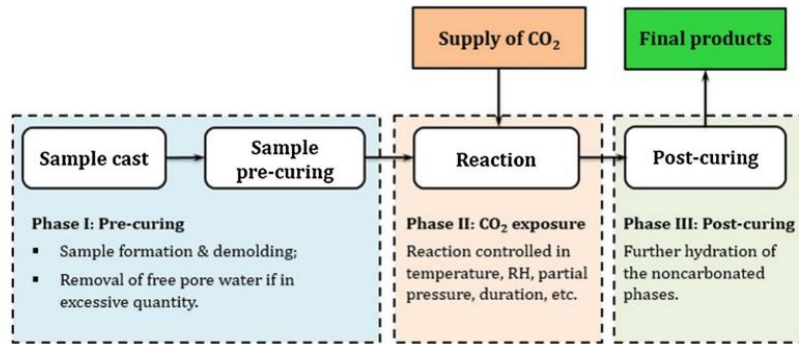 Supply of CO₂
Final products
Sample cast
Sample
pre-curing
Reaction
Post-curing
Phase I: Pre-curing
▪ Sample formation & demolding;
▪ Removal of free pore water if in
excessive quantity.
Phase II: CO₂ exposure
Reaction controlled in
temperature, RH, partial
pressure, duration, etc.
Phase III: Post-curing
Further hydration of
the noncarbonated
phases.